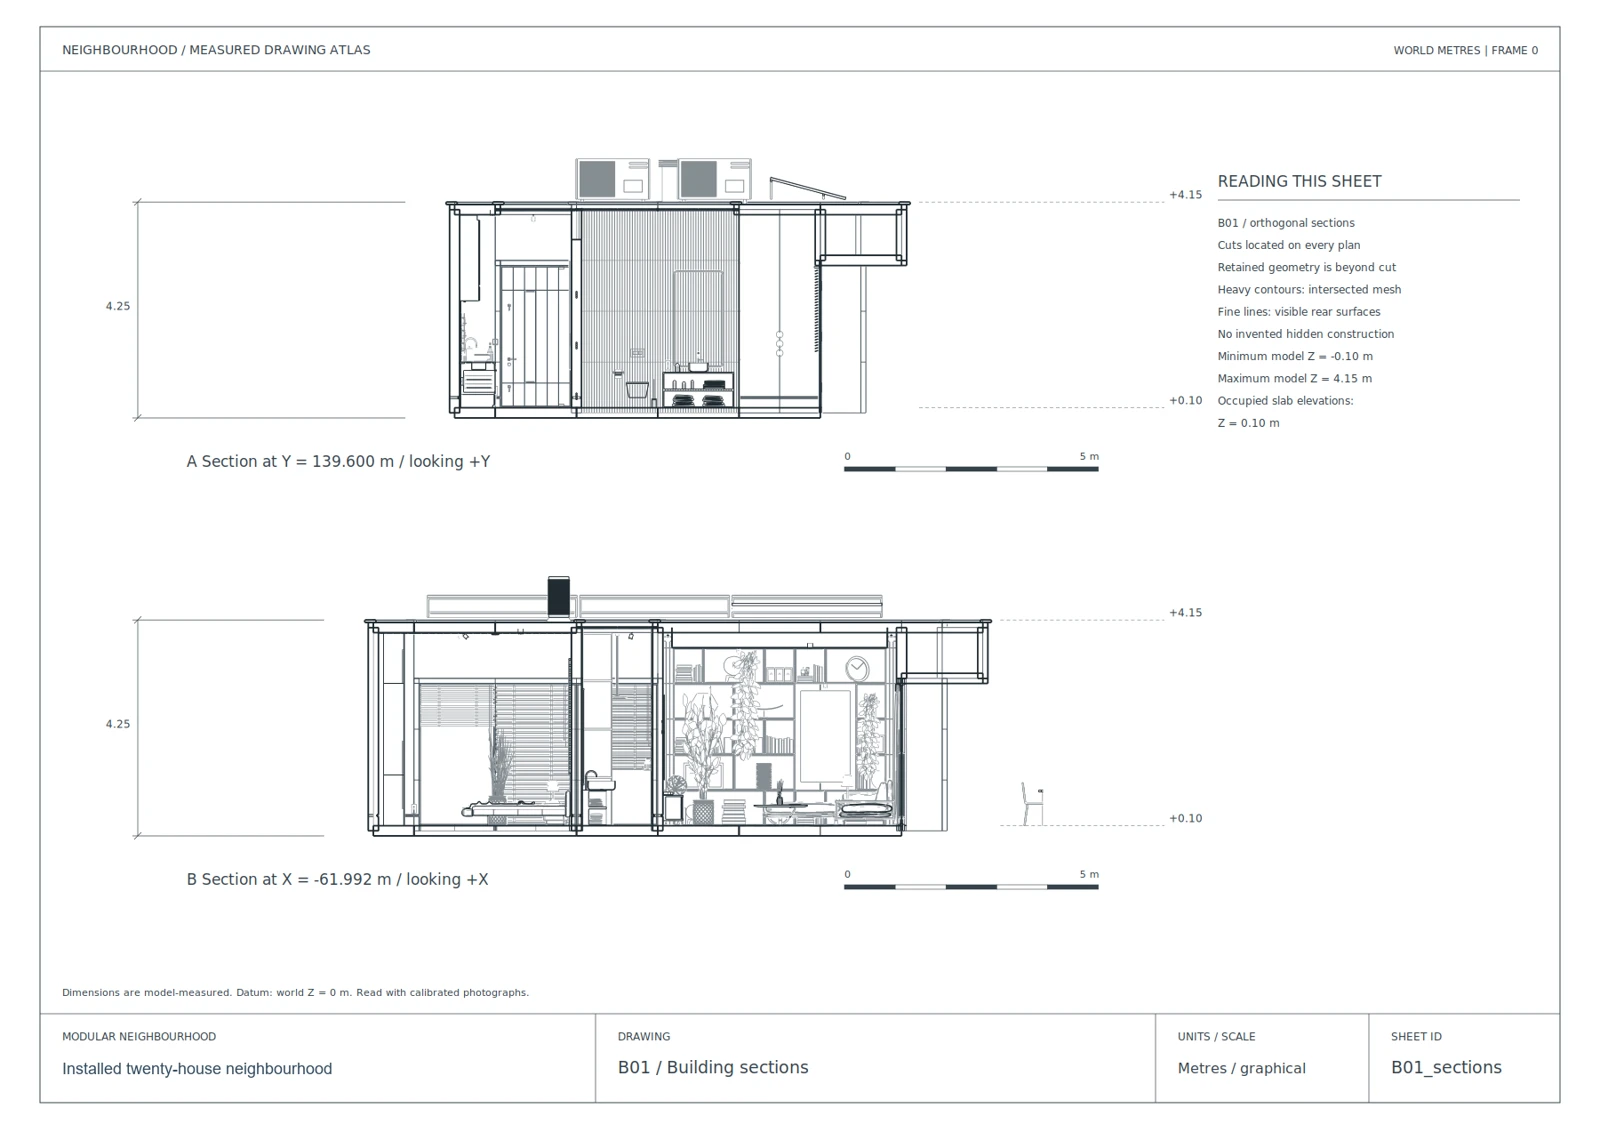 NEIGHBOURHOOD / MEASURED DRAWING ATLAS
WORLD METRES | FRAME 0
+4.15
READING THIS SHEET
B01 / orthogonal sections
Cuts located on every plan
Retained geometry is beyond cut
Heavy contours: intersected mesh
Fine lines: visible rear surfaces
No invented hidden construction
Minimum model Z = -0.10 m
Maximum model Z = 4.15 m
Occupied slab elevations:
Z = 0.10 m
4.25
+0.10
A Section at Y = 139.600 m / looking +Y
0
5 m
+4.15
4.25
+0.10
B Section at X = -61.992 m / looking +X
0
5 m
Dimensions are model-measured. Datum: world Z = 0 m. Read with calibrated photographs.
MODULAR NEIGHBOURHOOD
Installed twenty-house neighbourhood
DRAWING
B01 / Building sections
UNITS / SCALE
Metres / graphical
SHEET ID
B01_sections